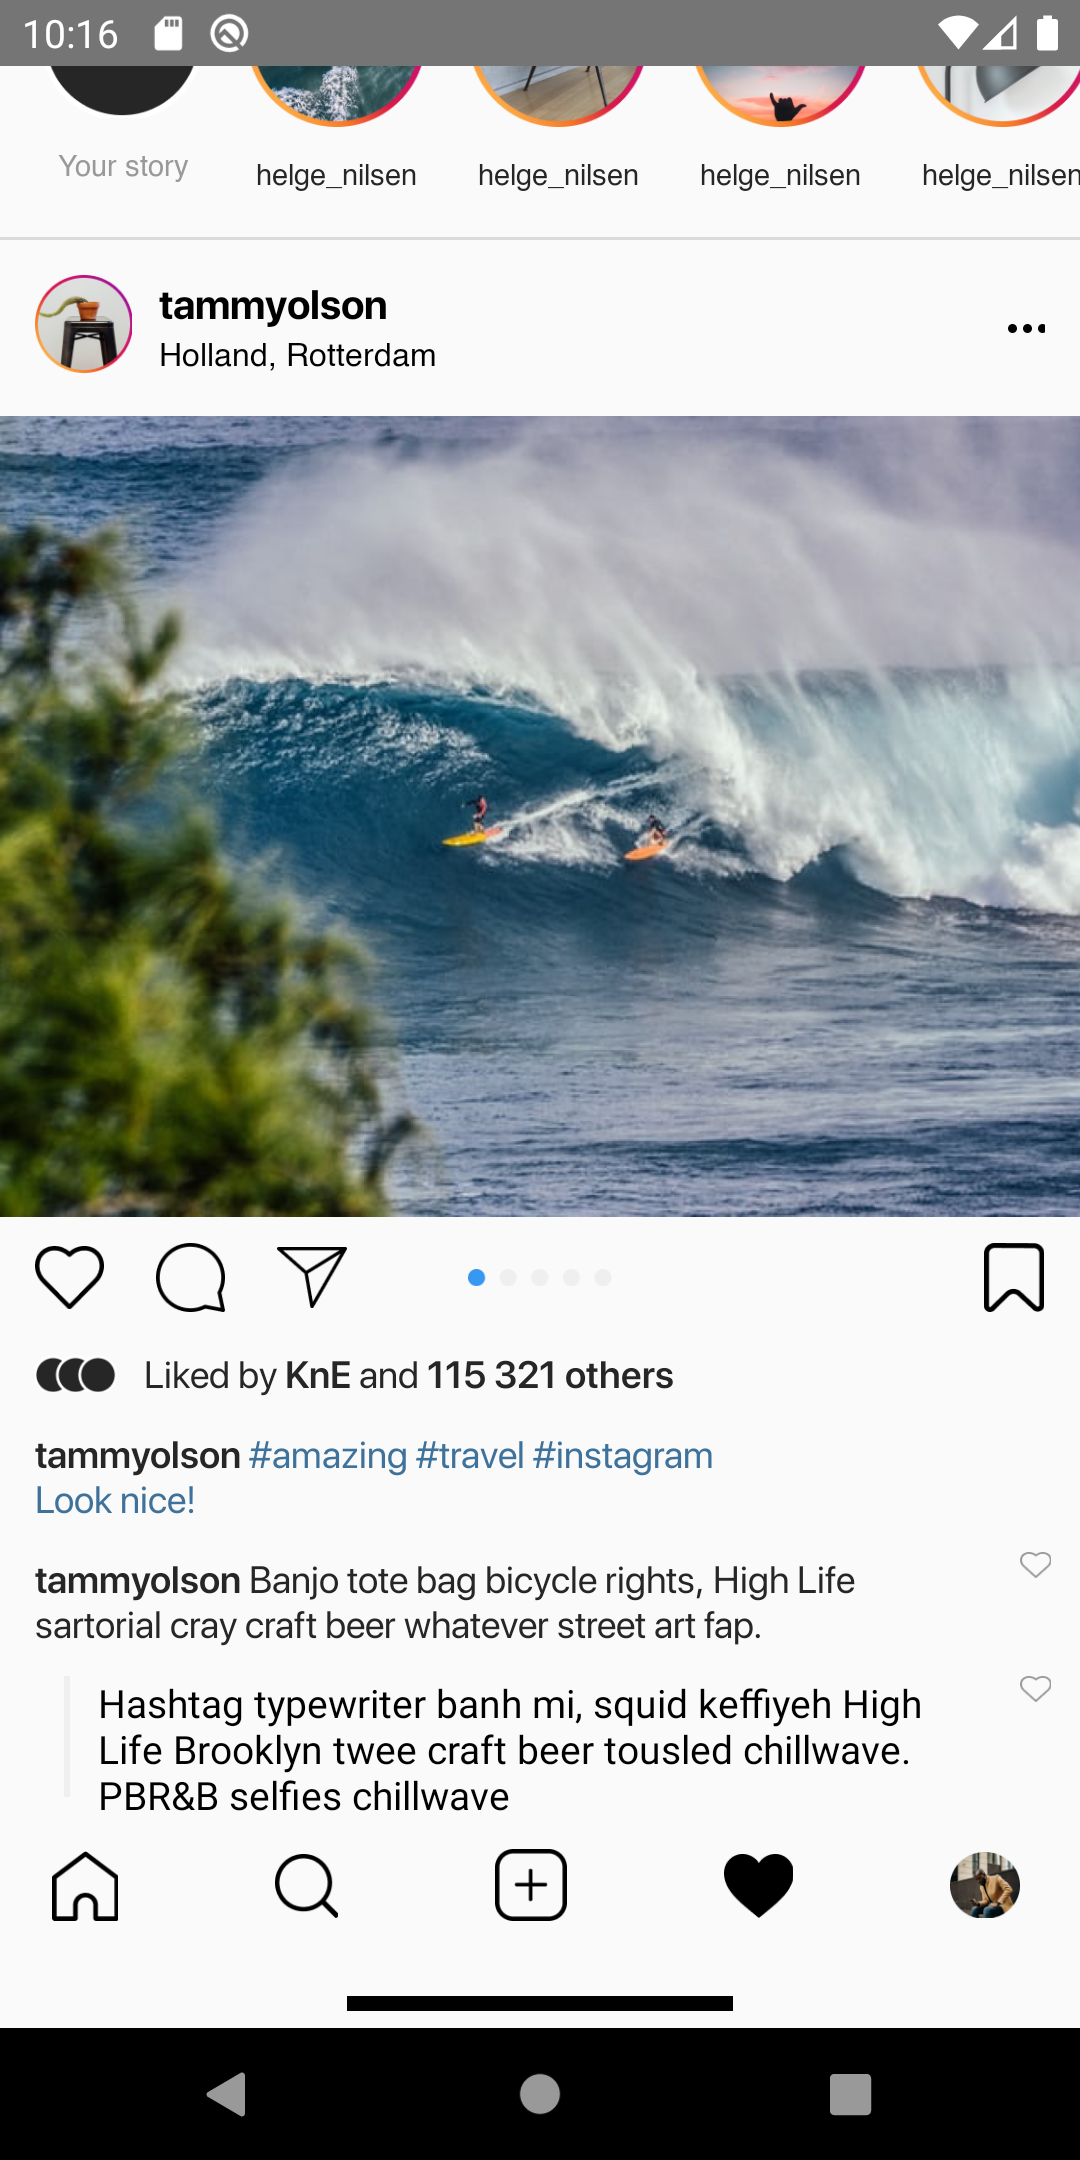 10:16
Your story
helge_nilsen helge_nilsen helge_nilsen helge_nilsen
tammyolson
Holland, Rotterdam
Liked by KnE and 115 321 others
tammyolson #amazing #travel #instagram
Look nice!
tammyolson Banjo tote bag bicycle rights, High Life
sartorial cray craft beer whatever street art fap.
Hashtag typewriter banh mi, squid keffiyeh High
Life Brooklyn twee craft beer tousled chillwave.
PBR&B selfies chillwave